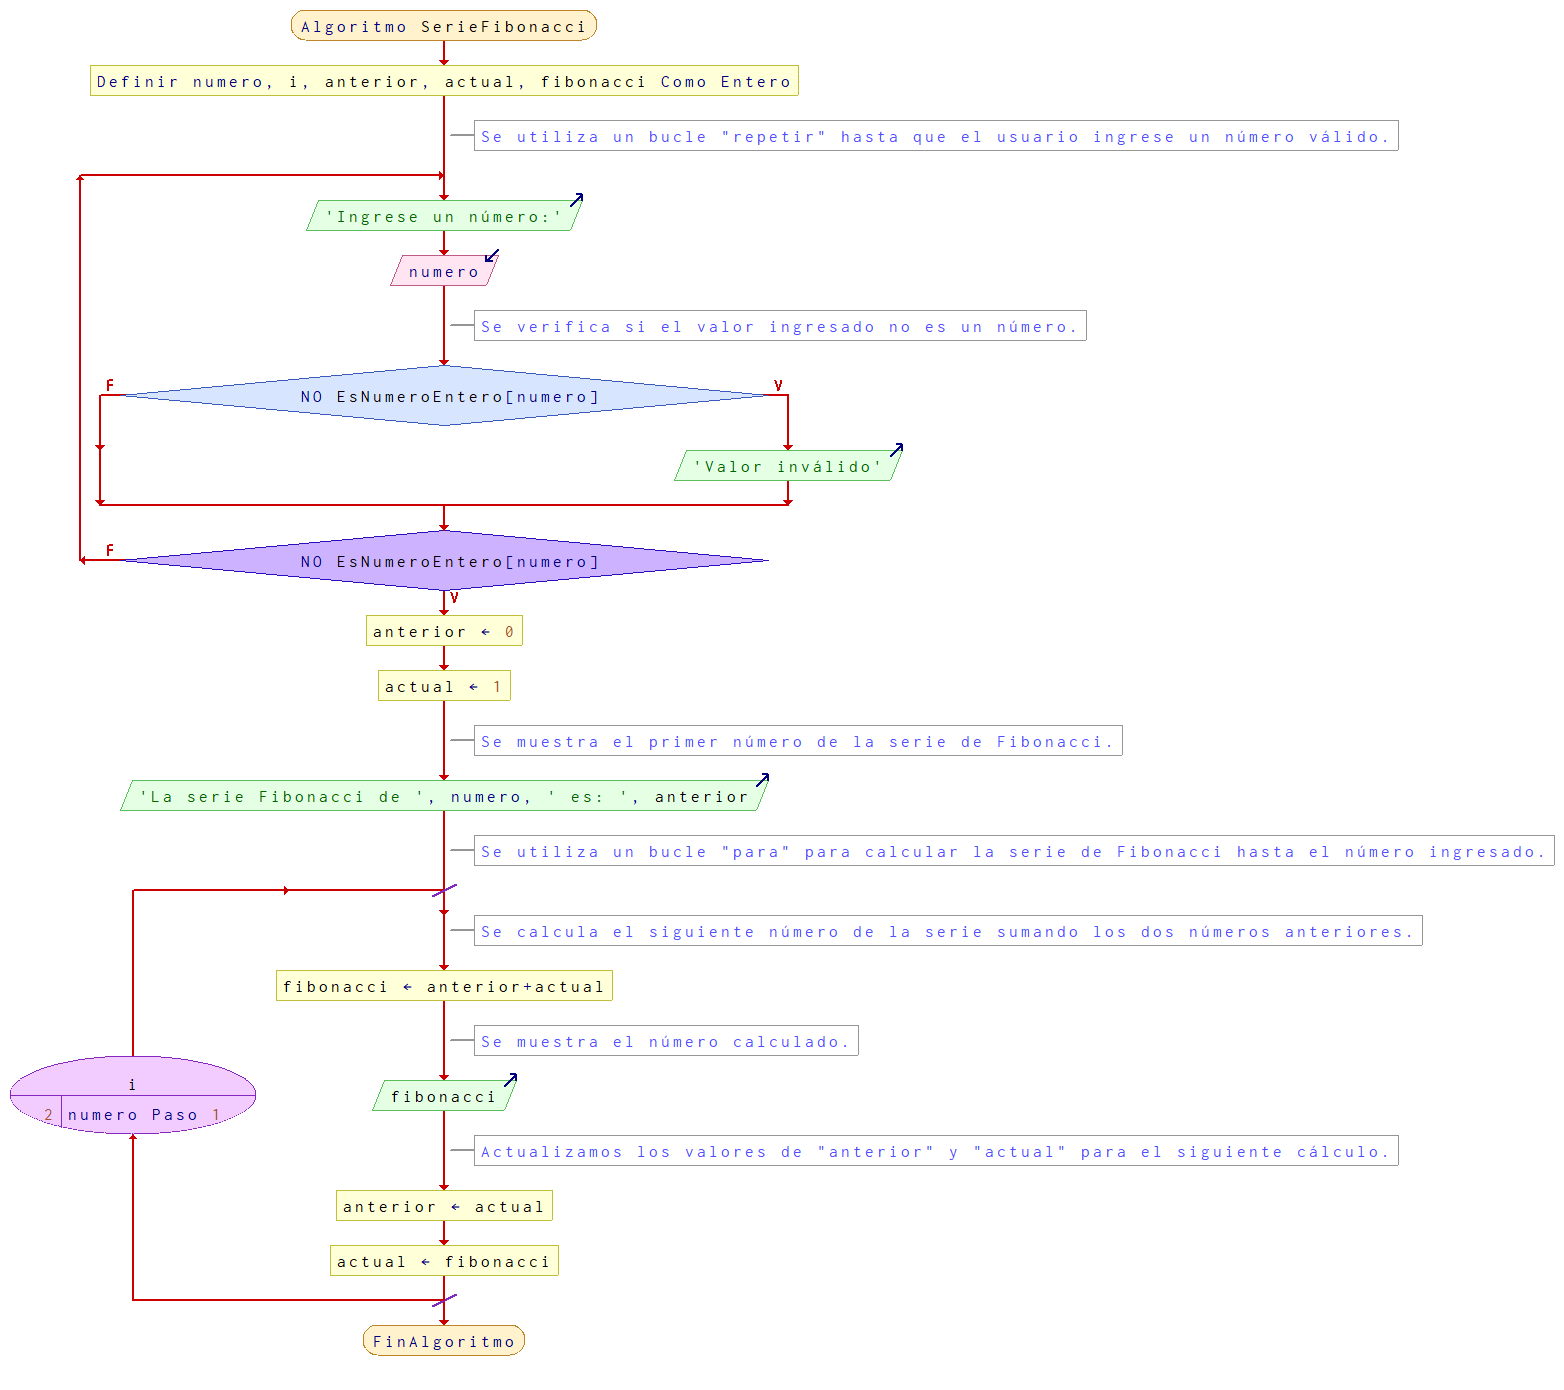 Algoritmo SerieFibonacci
Definir numero, i, anterior, actual, fibonacci Como Entero
Se utiliza un bucle "repetir" hasta que el usuario ingrese un número válido.
'Ingrese un número:'
numero
Se verifica si el valor ingresado no es un número.
F
V
NO EsNumeroEntero[numero]
'Valor inválido'
F
NO EsNumeroEntero[numero]
V
anterior ← 0
actual ← 1
Se muestra el primer número de la serie de Fibonacci.
'La serie Fibonacci de ', numero, ' es: ', anterior
Se utiliza un bucle "para" para calcular la serie de Fibonacci hasta el número ingresado.
Se calcula el siguiente número de la serie sumando los dos números anteriores.
fibonacci ← anterior+actual
Se muestra el número calculado.
i
2 numero Paso 1
fibonacci
Actualizamos los valores de "anterior" y "actual" para el siguiente cálculo.
anterior ← actual
actual ← fibonacci
FinAlgoritmo